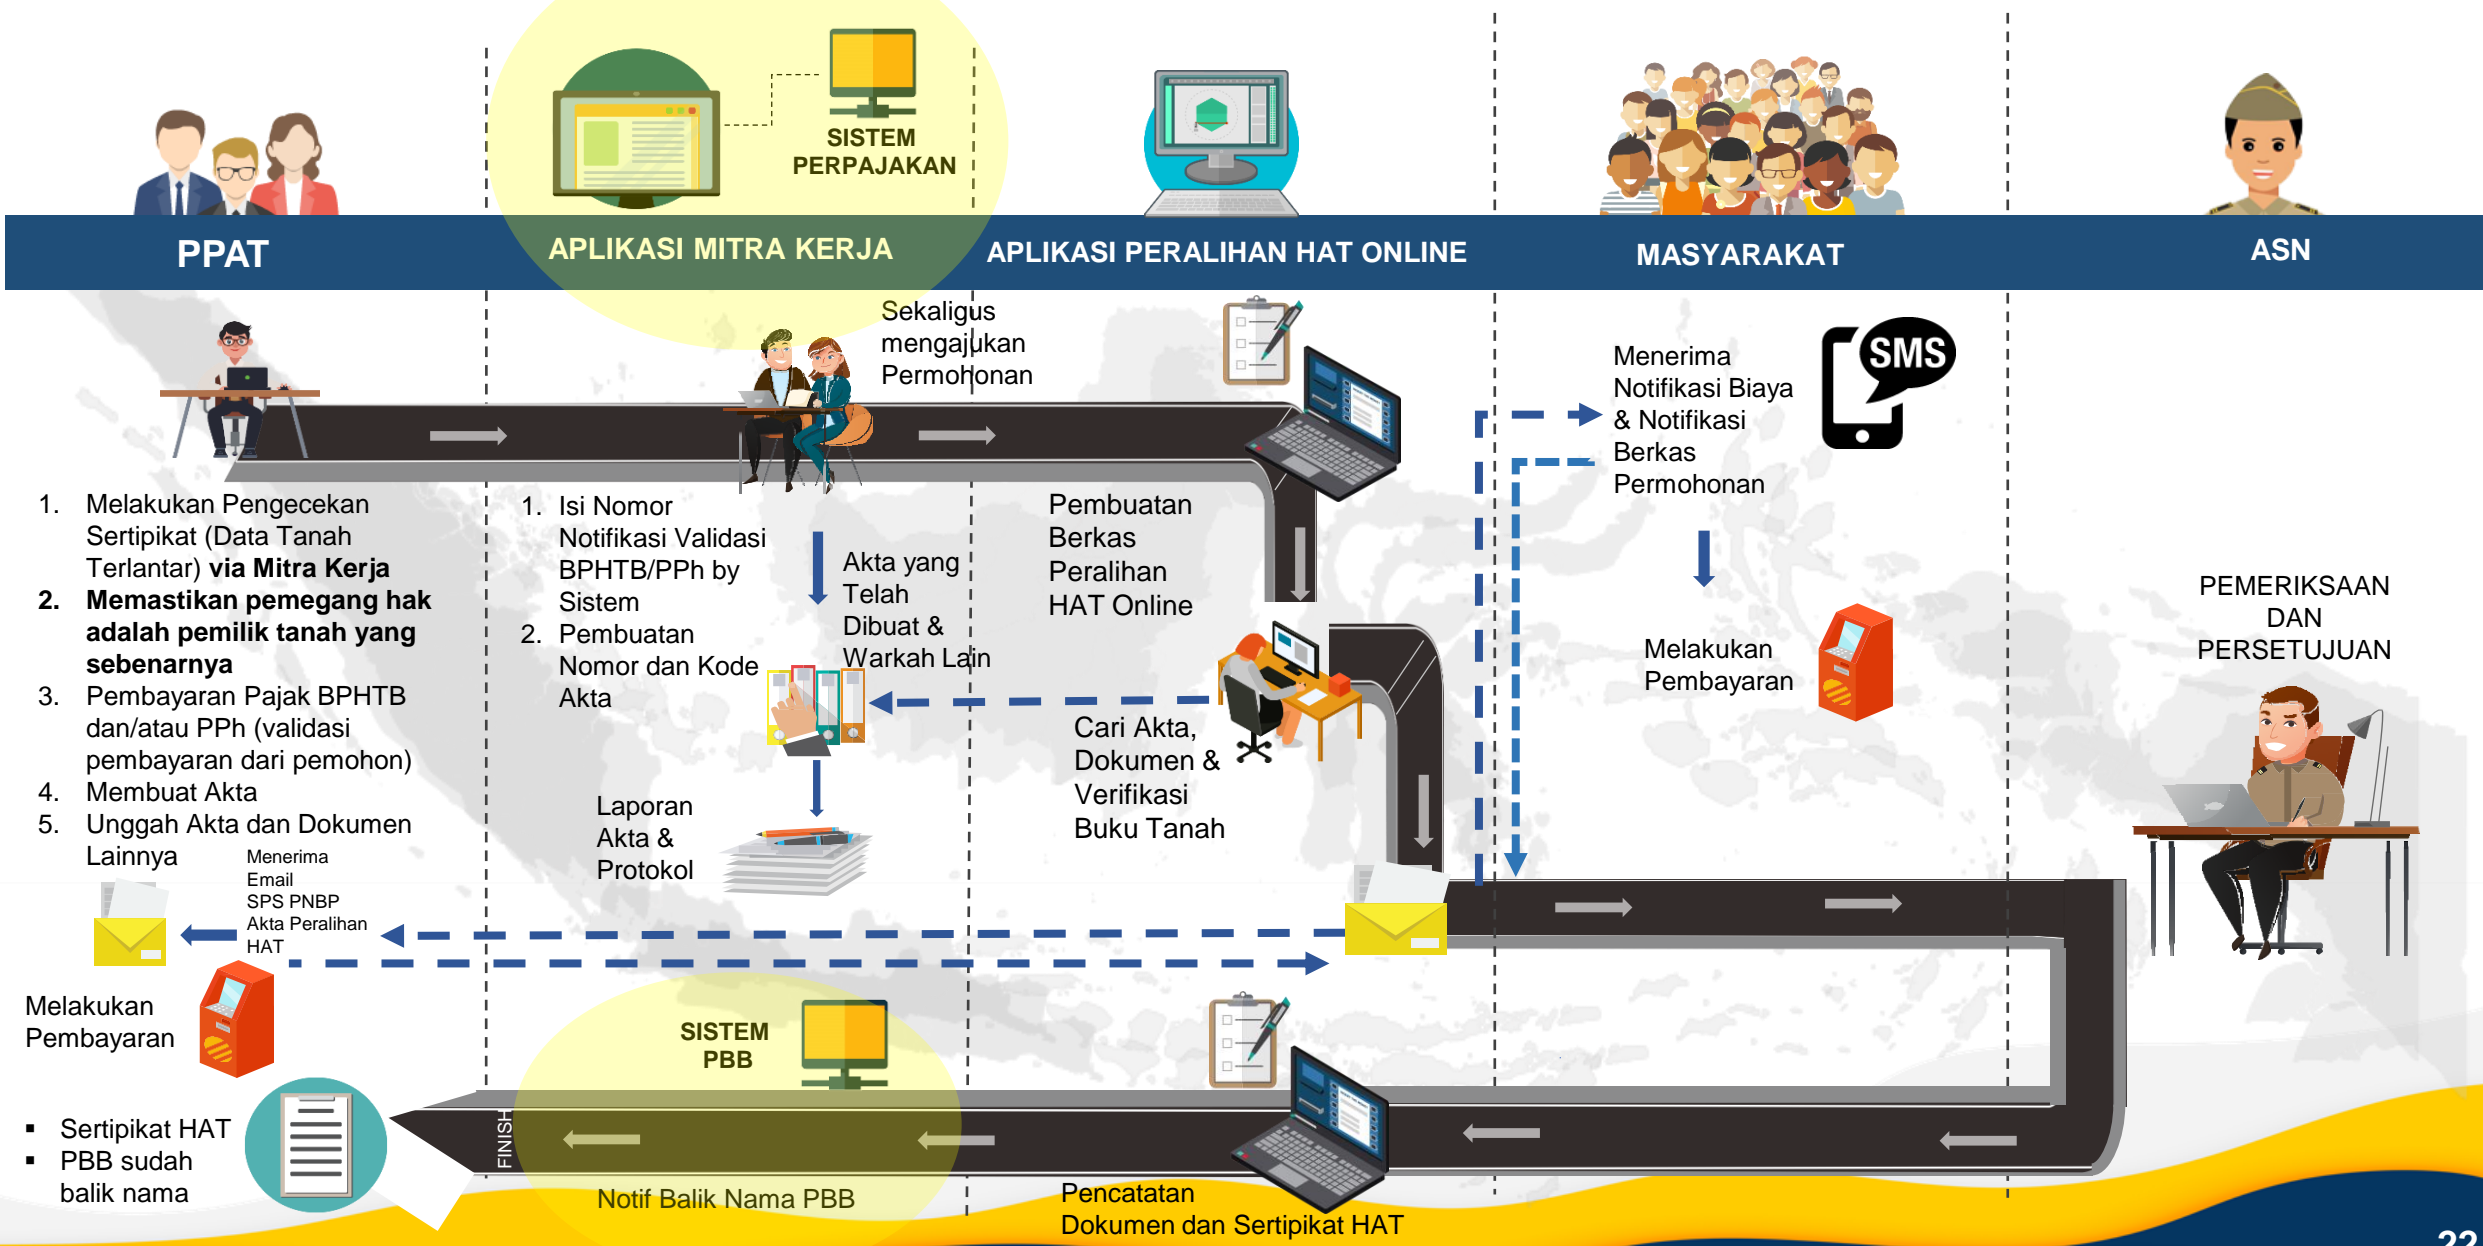 SISTEM
PERPAJAKAN
PPAT
APLIKASI MITRA KERJA
APLIKASI PERALIHAN HAT ONLINE
MASYARAKAT
ASN
Sekaligus
mengajukan
Permohonan
1. Melakukan Pengecekan
Sertipikat (Data Tanah
Terlantar) via Mitra Kerja
2. Memastikan pemegang hak
adalah pemilik tanah yang
sebenarnya
3. Pembayaran Pajak BPHTB
dan/atau PPh (validasi
pembayaran dari pemohon)
4. Membuat Akta
5. Unggah Akta dan Dokumen
Lainnya
1. Isi Nomor
Notifikasi Validasi
BPHTB/PPh by
Sistem
2. Pembuatan
Nomor dan Kode
Akta
Akta yang
Telah
Dibuat &
Warkah Lain
Laporan
Akta &
Protokol
Pembuatan
Berkas
Peralihan
HAT Online
Cari Akta,
Dokumen &
Verifikasi
Buku Tanah
Menerima
Notifikasi Biaya
& Notifikasi
Berkas
Permohonan
SMS
Melakukan
Pembayaran
PEMERIKSAAN
DAN
PERSETUJUAN
Menerima
Email
SPS PNBP
Akta Peralihan
HAT
Melakukan
Pembayaran
SISTEM
PBB
▪ Sertipikat HAT
▪ PBB sudah
balik nama
FINISH
Notif Balik Nama PBB
Pencatatan
Dokumen dan Sertipikat HAT
22